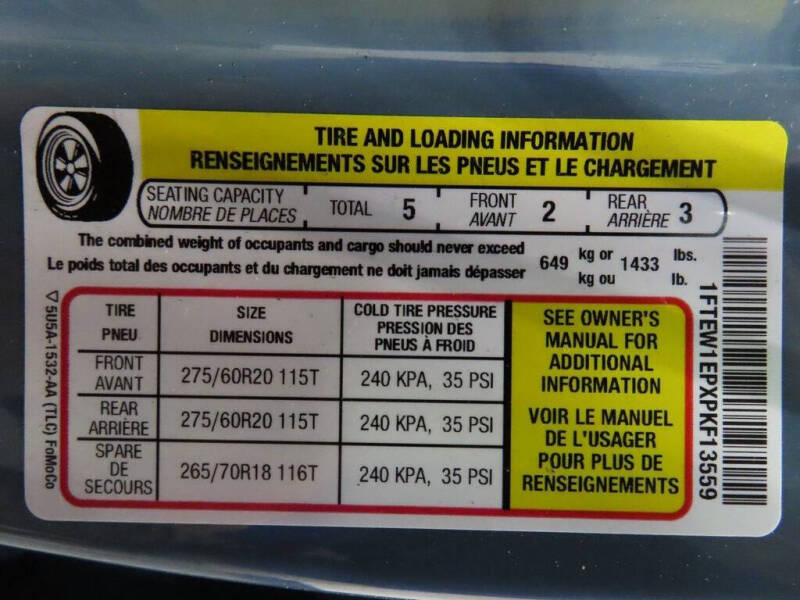 TIRE AND LOADING INFORMATION
RENSEIGNEMENTS SUR LES PNEUS ET LE CHARGEMENT
SEATING CAPACITY
NOMBRE DE PLACES
TOTAL 5
FRONT
AVANT 2
REAR
ARRIÈRE 3
The combined weight of occupants and cargo should never exceed
Le poids total des occupants et du chargement ne doit jamais dépasser
649 kg or 1433 lbs.
kg ou lb.
TIRE
PNEU
SIZE
DIMENSIONS
COLD TIRE PRESSURE
PRESSION DES
PNEUS À FROID
FRONT
AVANT
275/60R20 115T
240 KPA, 35 PSI
REAR
ARRIÈRE
275/60R20 115T
240 KPA, 35 PSI
SPARE
DE
SECOURS
265/70R18 116T
240 KPA, 35 PSI
SEE OWNER'S
MANUAL FOR
ADDITIONAL
INFORMATION
VOIR LE MANUEL
DE L'USAGER
POUR PLUS DE
RENSEIGNEMENTS
▽5U5A-1532-AA (TLC) FoMoCo
1FTEW1EPXPKF13559